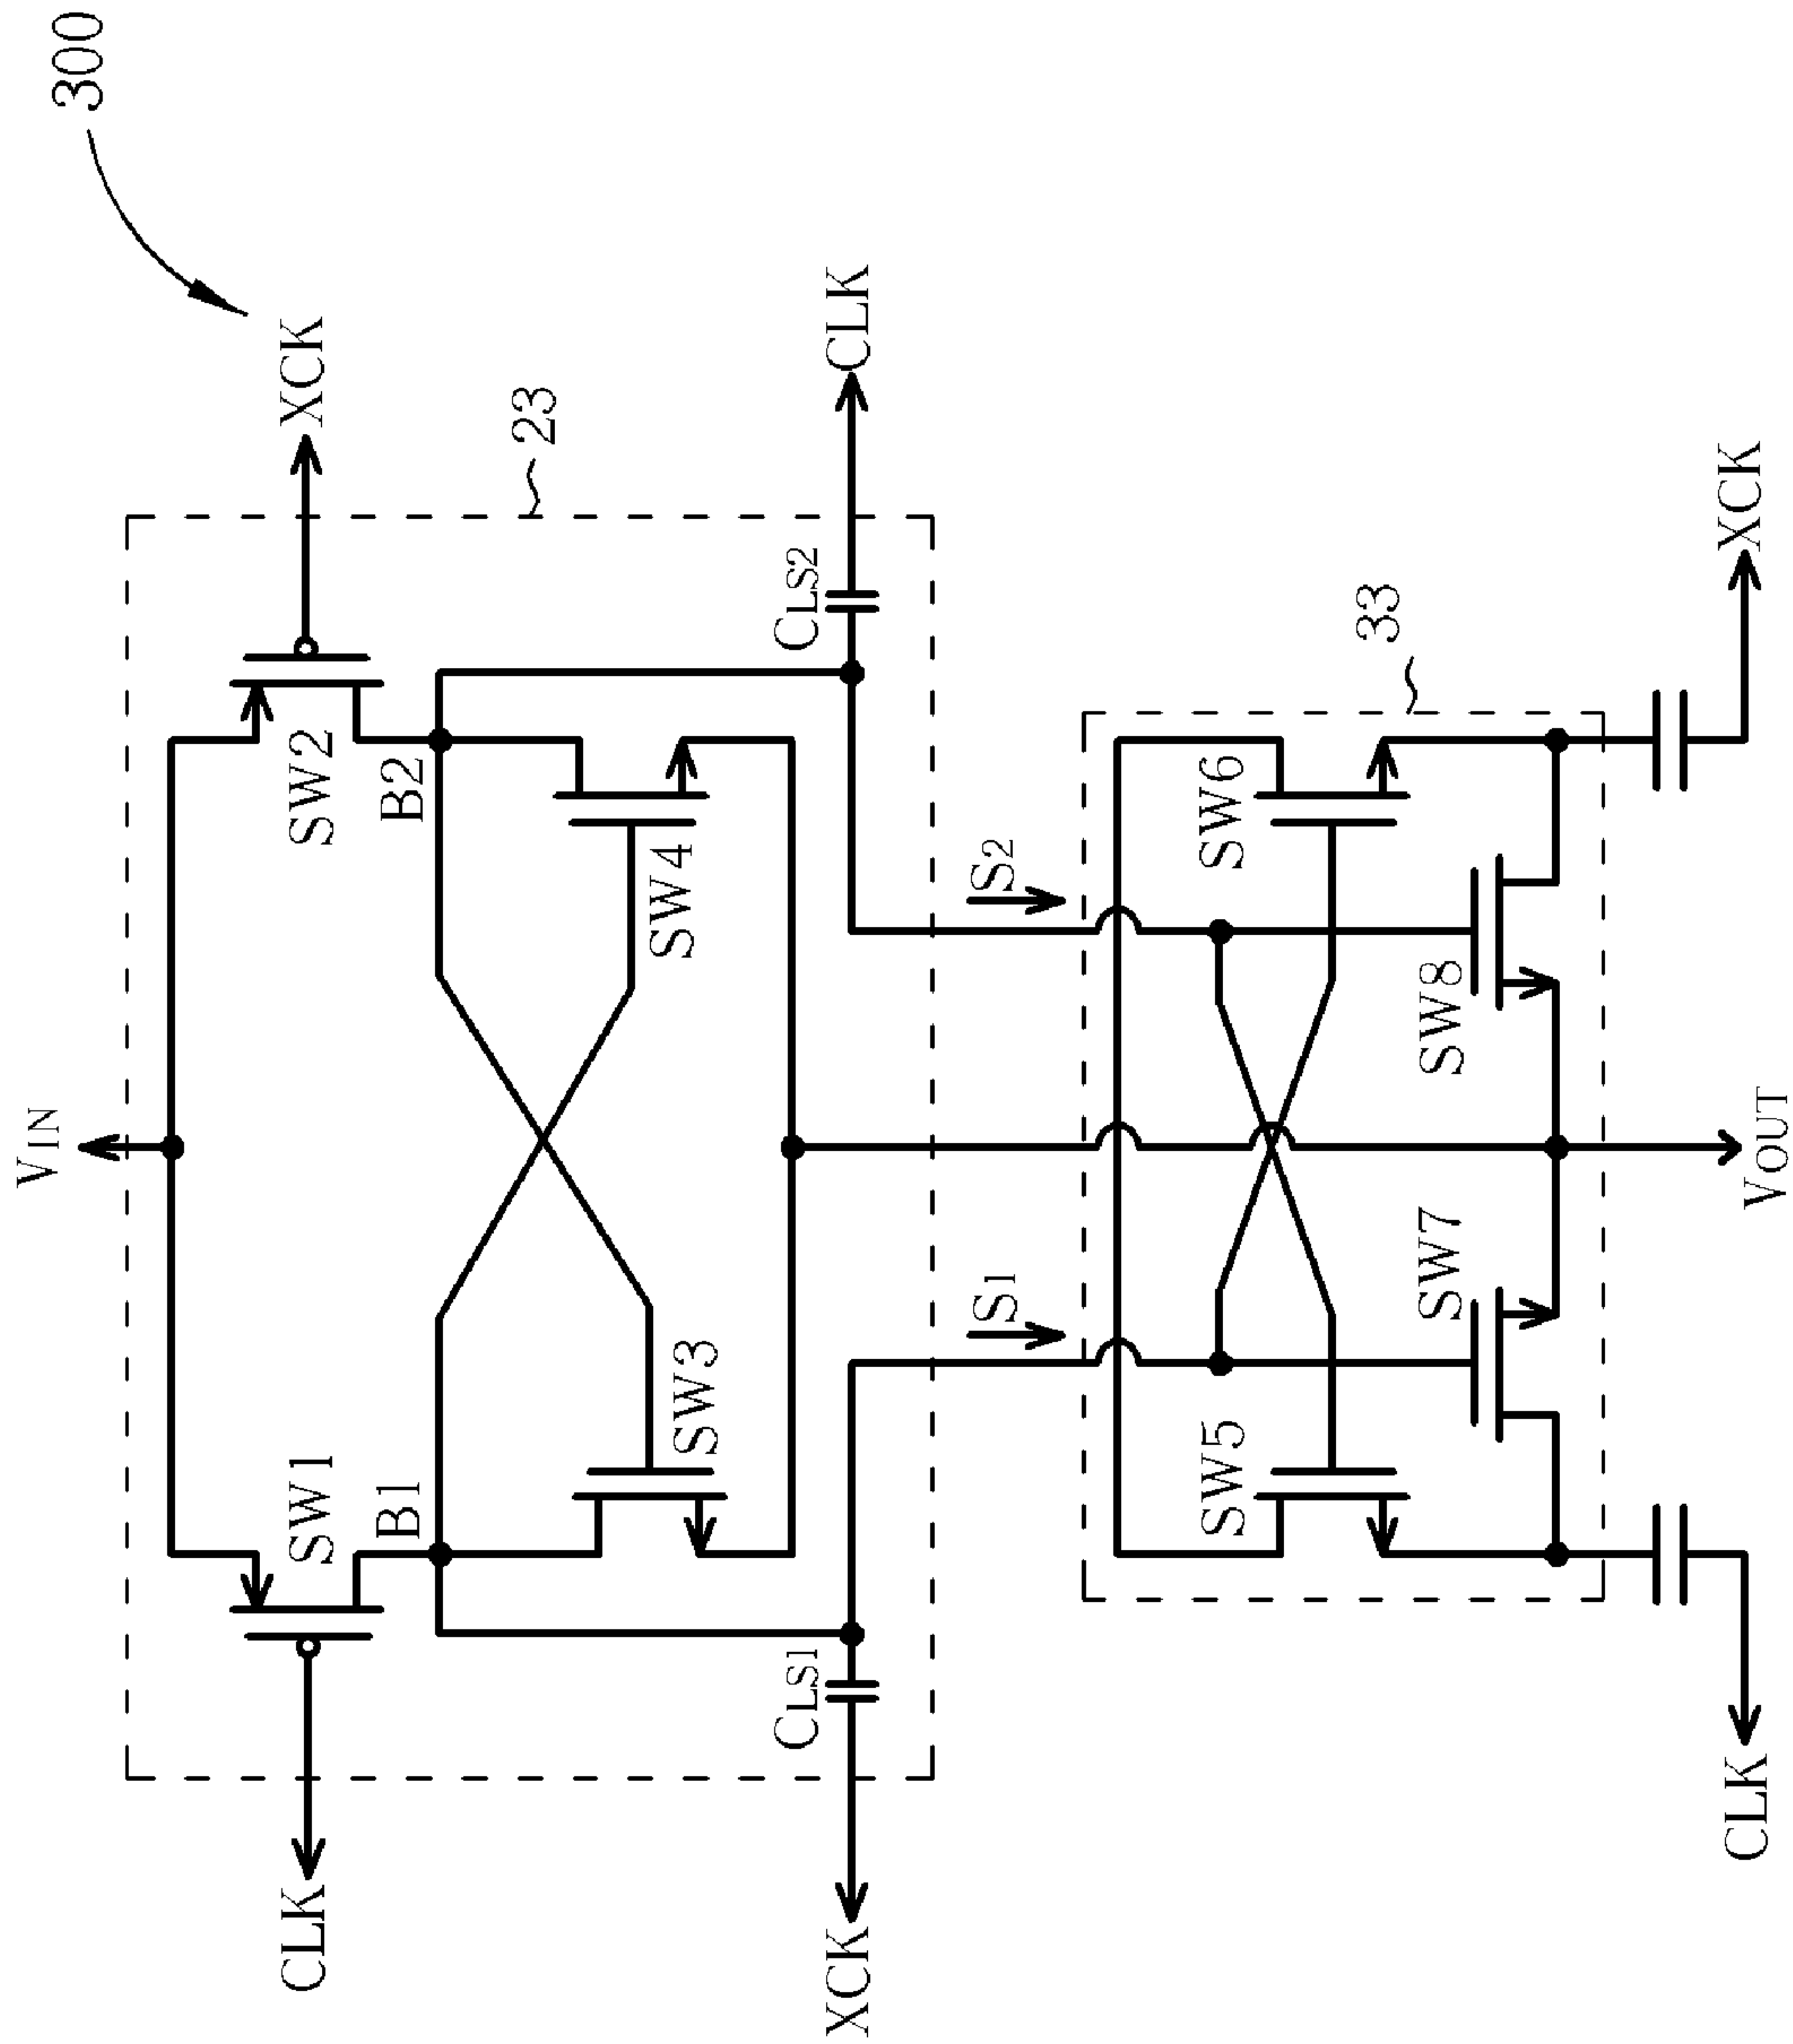 300
VIN
CLK
SW1
SW2
XCK
B1
B2
23
SW3
SW4
XCK
CLS1
CLS2
CLK
S1
S2
SW5
SW6
33
SW7
SW8
CLK
VOUT
XCK